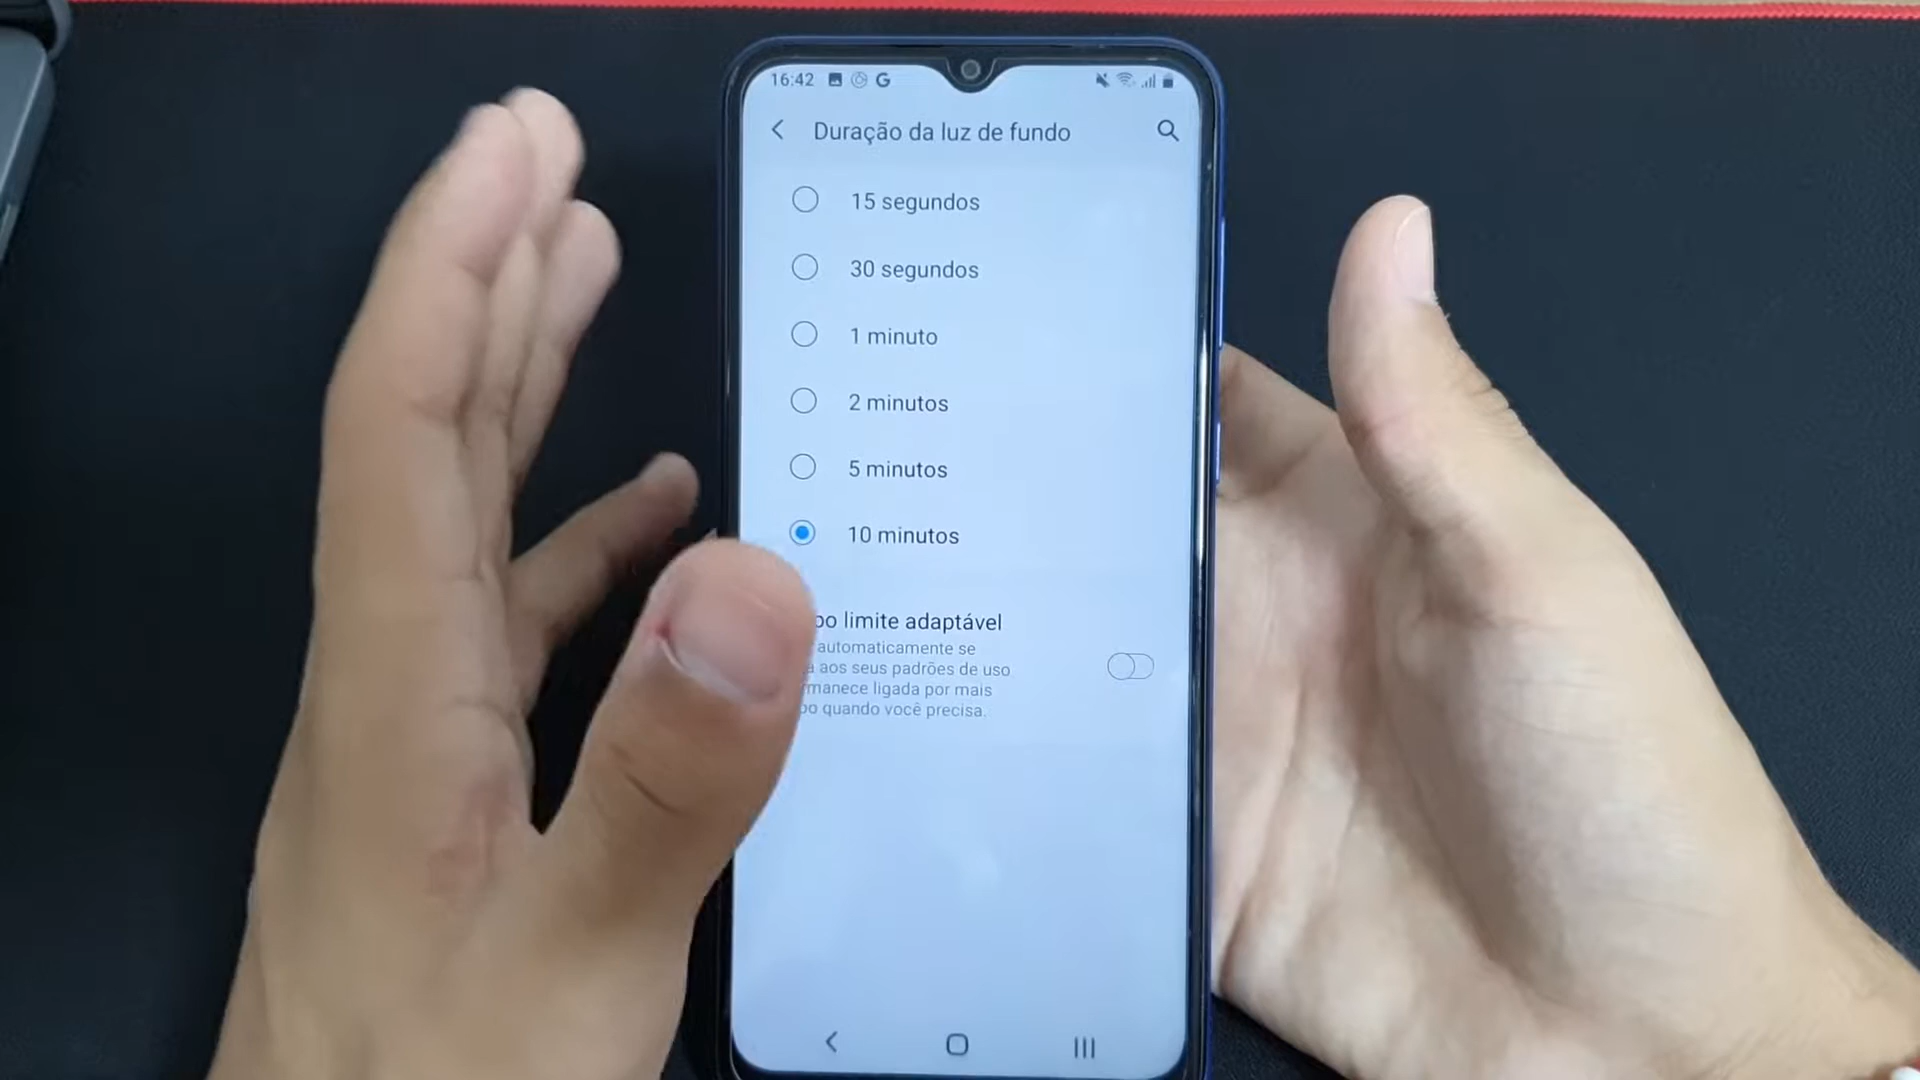 16:42 G
Duração da luz de fundo
15 segundos
30 segundos
1 minuto
2 minutos
5 minutos
10 minutos
limite adaptável
automaticamente se
aos seus padrões de uso
ligada por mais
quando você precisa.